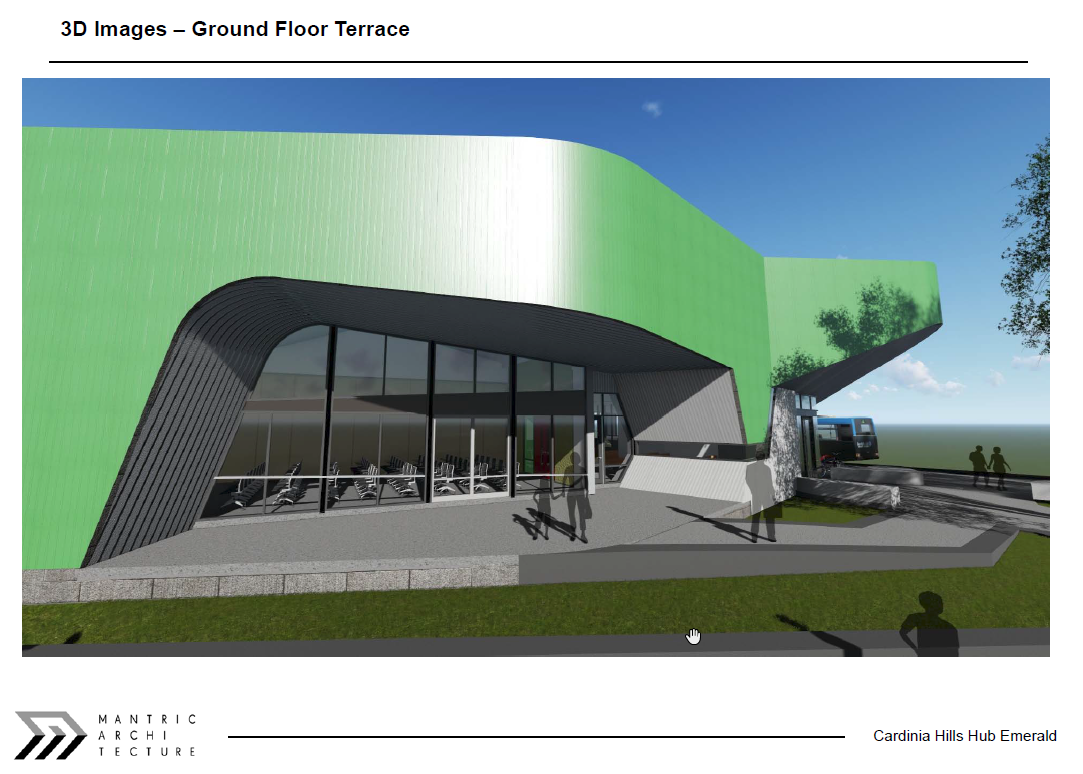 3D Images – Ground Floor Terrace
MANTRIC
ARCHI
TECTURE
Cardinia Hills Hub Emerald